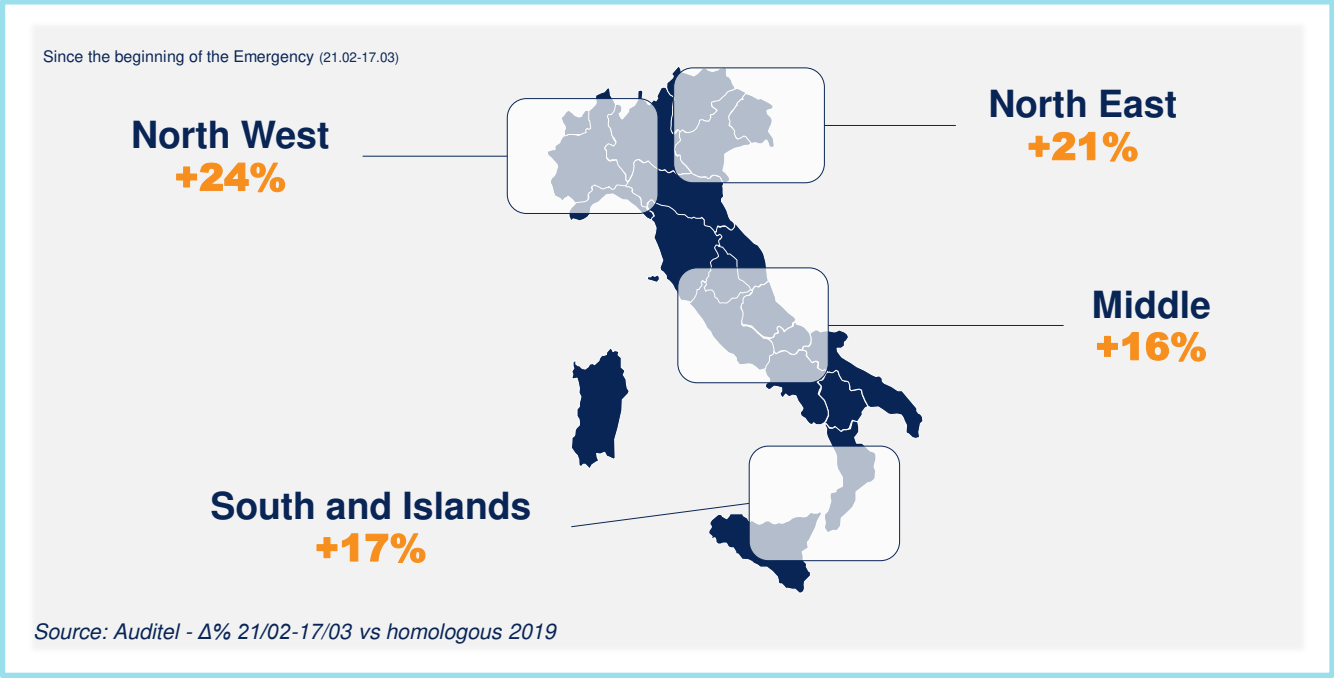 Since the beginning of the Emergency (21.02-17.03)
North East
+21%
North West
+24%
Middle
+16%
South and Islands
+17%
Source: Auditel - Δ% 21/02-17/03 vs homologous 2019